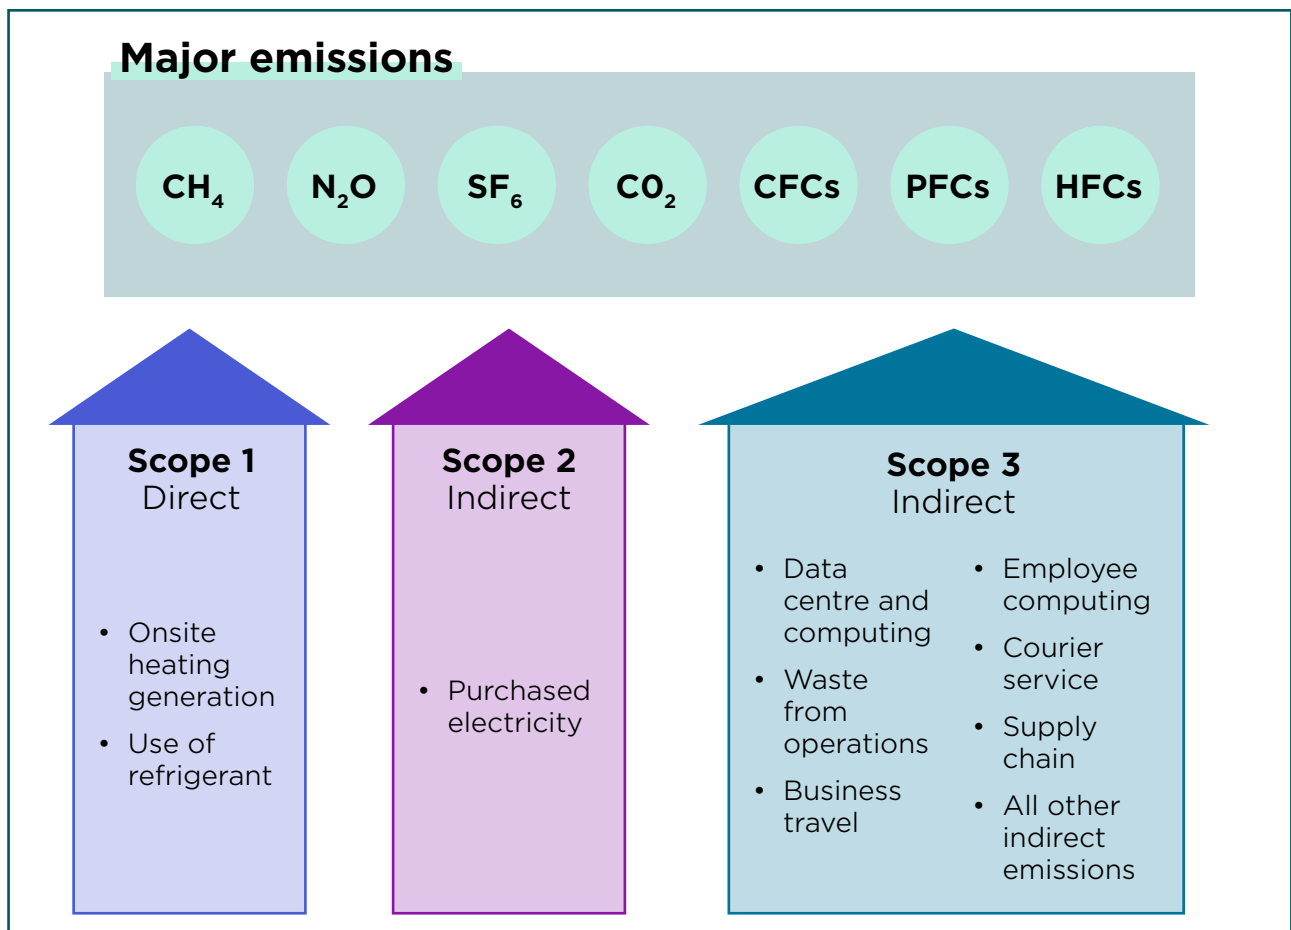 Major emissions
CH₄
N₂O
SF₆
C0₂
CFCs
PFCs
HFCs
Scope 1
Direct
• Onsite
heating
generation
• Use of
refrigerant
Scope 2
Indirect
• Purchased
electricity
Scope 3
Indirect
• Data
centre and
computing
• Waste
from
operations
• Business
travel
• Employee
computing
• Courier
service
• Supply
chain
• All other
indirect
emissions